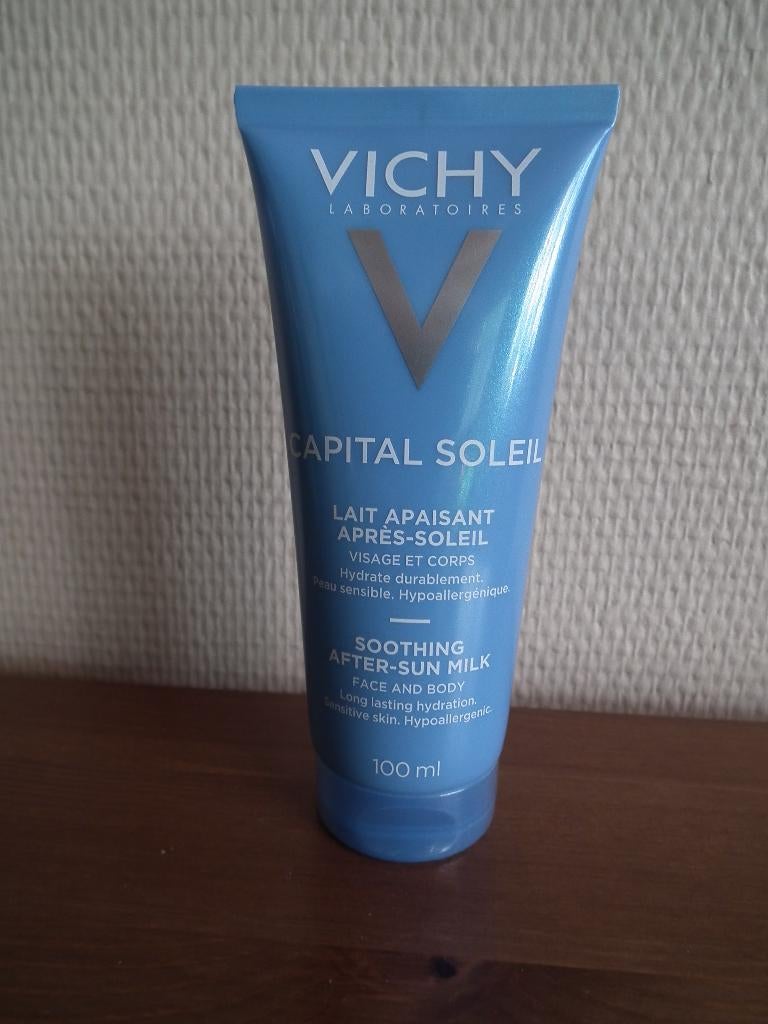 VICHY
LABORATOIRES
V
CAPITAL SOLEIL
LAIT APAISANT
APRÈS-SOLEIL
VISAGE ET CORPS
Hydrate durablement.
Peau sensible. Hypoallergénique.
SOOTHING
AFTER-SUN MILK
FACE AND BODY
Long lasting hydration.
Sensitive skin. Hypoallergenic.
100 ml